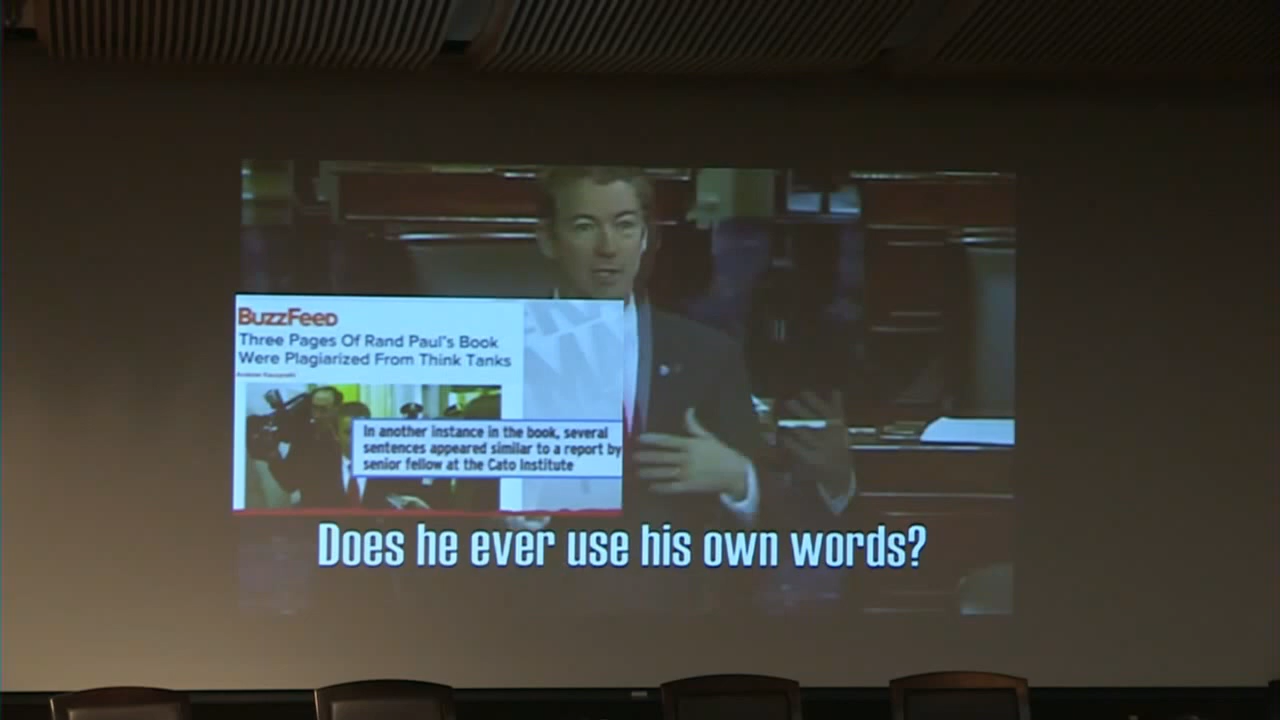 BuzzFeed
Three Pages Of Rand Paul's Book
Were Plagiarized From Think Tanks
In another instance in the book, several
sentences appeared similar to a report by
senior fellow at the Cato Institute
Does he ever use his own words?